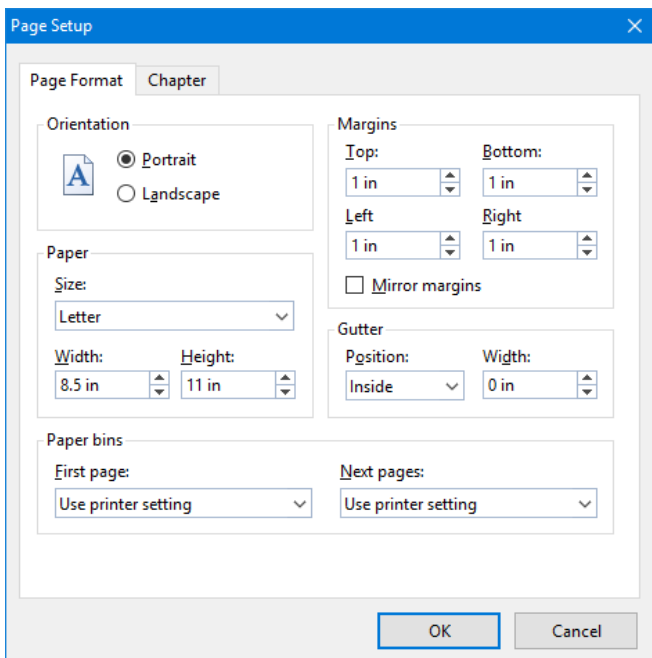 Page Setup
Page Format Chapter
Orientation
A
Portrait
Landscape
Margins
Top: Bottom:
1 in 1 in
Left Right
1 in 1 in
Mirror margins
Paper
Size:
Letter
Width: Height:
8.5 in 11 in
Gutter
Position: Width:
Inside 0 in
Paper bins
First page: Next pages:
Use printer setting Use printer setting
OK Cancel